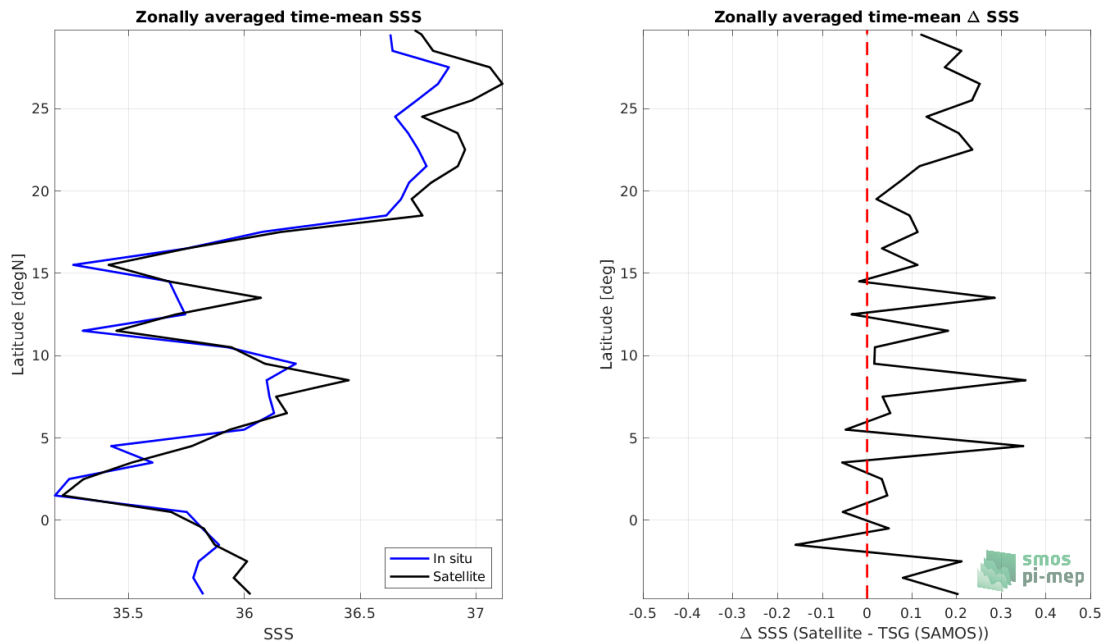 Zonally averaged time-mean SSS
Latitude [degN]
25
20
15
10
5
0
35.5
36
36.5
37
SSS
In situ
Satellite
Zonally averaged time-mean Δ SSS
Latitude [deg]
25
20
15
10
5
0
-0.5
-0.4
-0.3
-0.2
-0.1
0
0.1
0.2
0.3
0.4
0.5
Δ SSS (Satellite - TSG (SAMOS))
smos
pi-mep